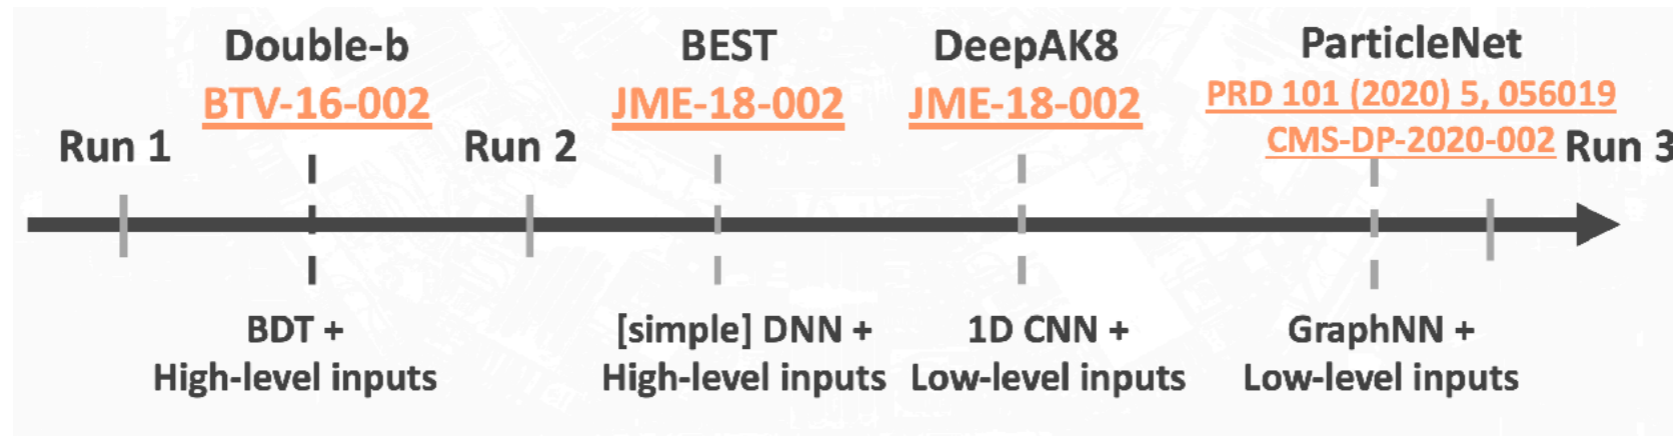 Double-b
BTV-16-002
BEST
JME-18-002
DeepAK8
JME-18-002
ParticleNet
PRD 101 (2020) 5, 056019
CMS-DP-2020-002
Run 1
Run 2
Run 3
BDT +
High-level inputs
[simple] DNN +
High-level inputs
1D CNN +
Low-level inputs
GraphNN +
Low-level inputs